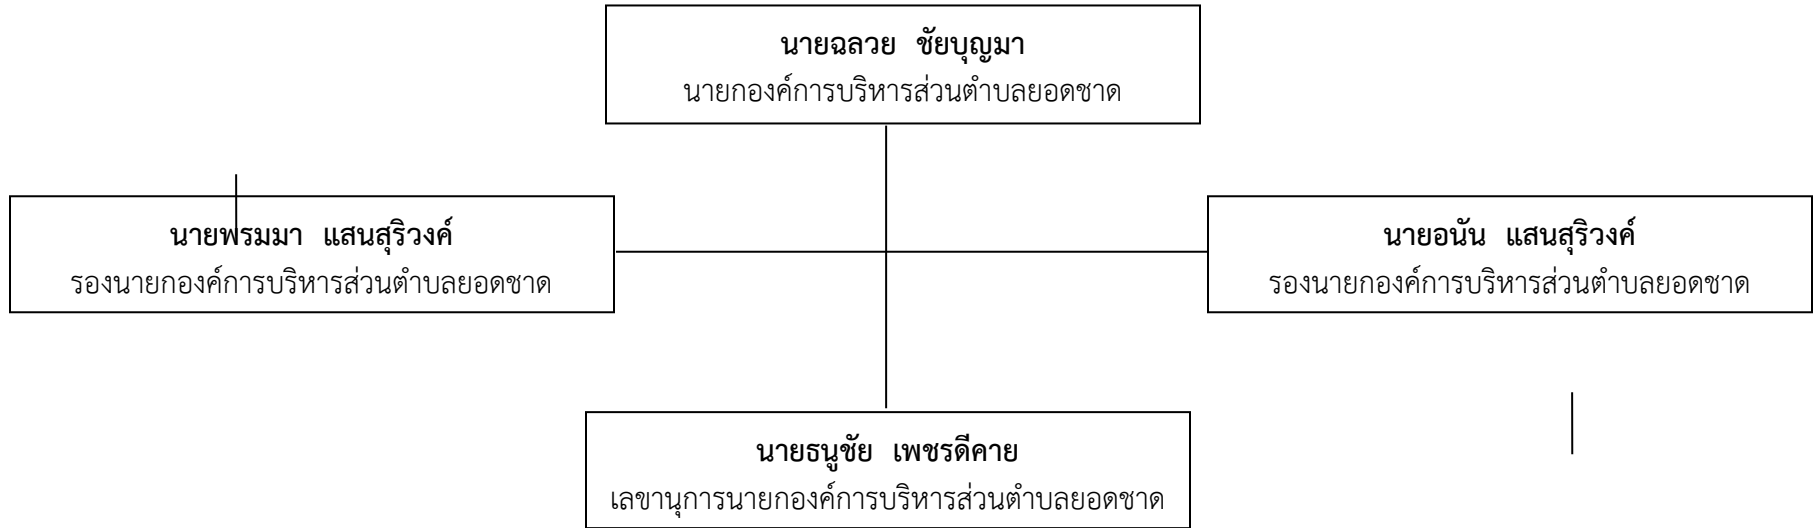 นายฉลวย ชัยบุญมา
นายกองค์การบริหารส่วนตำบลยอดชาด
นายพรมมา แสนสุริวงค์
รองนายกองค์การบริหารส่วนตำบลยอดชาด
นายอนัน แสนสุริวงค์
รองนายกองค์การบริหารส่วนตำบลยอดชาด
นายธนูชัย เพชรดีคาย
เลขานุการนายกองค์การบริหารส่วนตำบลยอดชาด